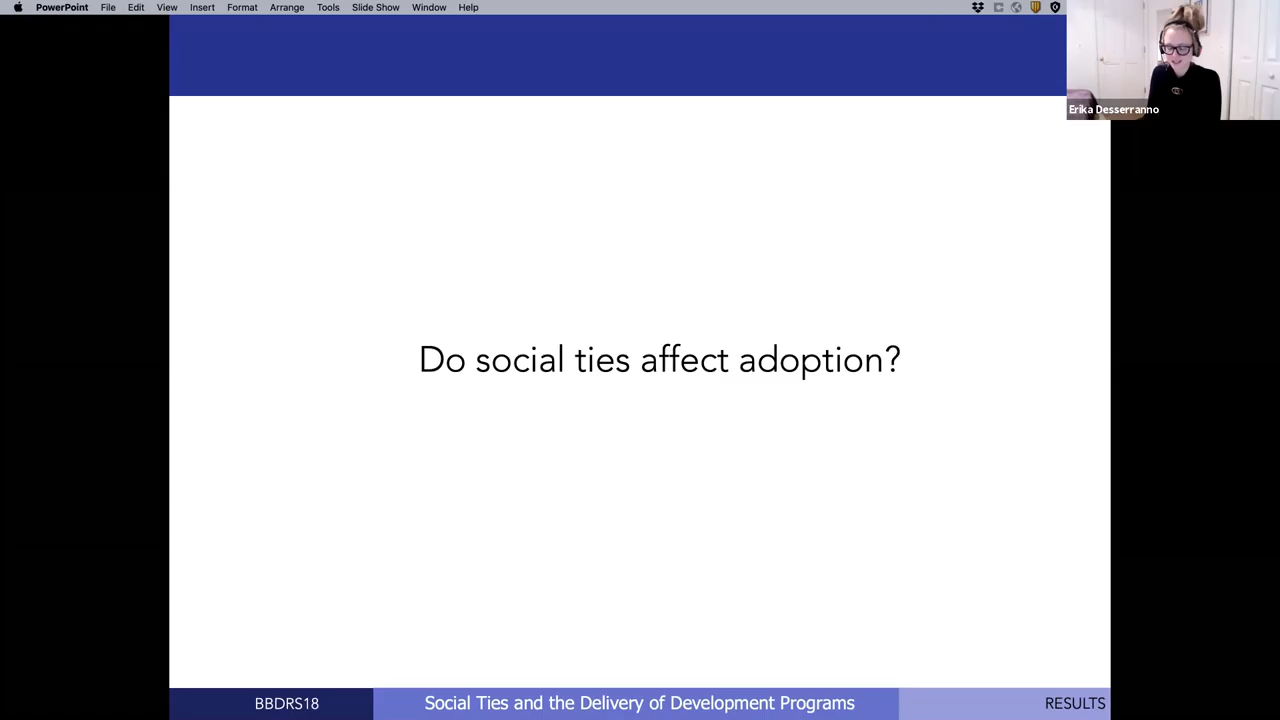 PowerPoint File Edit View Insert Format Arrange Tools Slide Show Window Help
Erika Desserranno
Do social ties affect adoption?
BBDRS18 Social Ties and the Delivery of Development Programs RESULTS